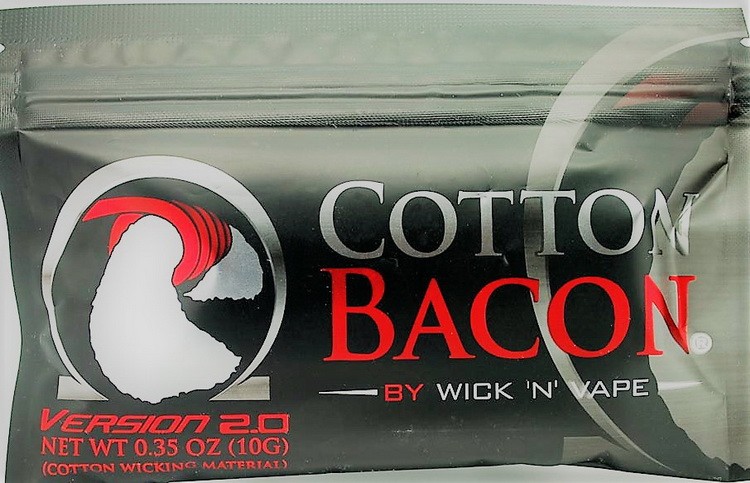 COTTON
BACON®
BY WICK 'N' VAPE
VERSION 2.0
NET WT 0.35 OZ (10G)
(COTTON WICKING MATERIAL)